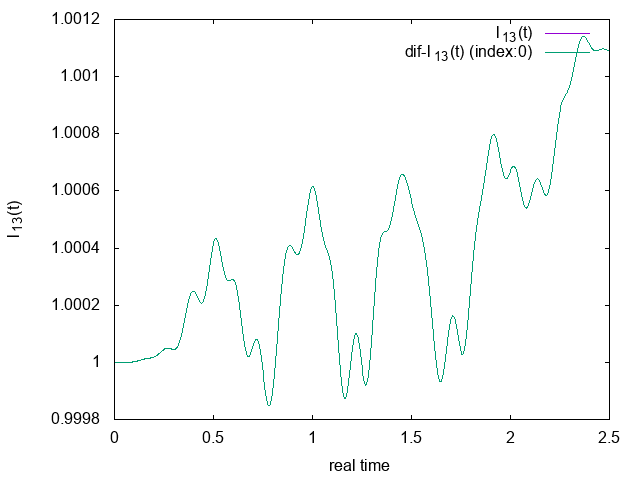 1.0012
1.001
1.0008
1.0006
1.0004
1.0002
1
0.9998
0 0.5 1 1.5 2 2.5
I13(t)
real time
I13(t)
dif-I13(t) (index:0)